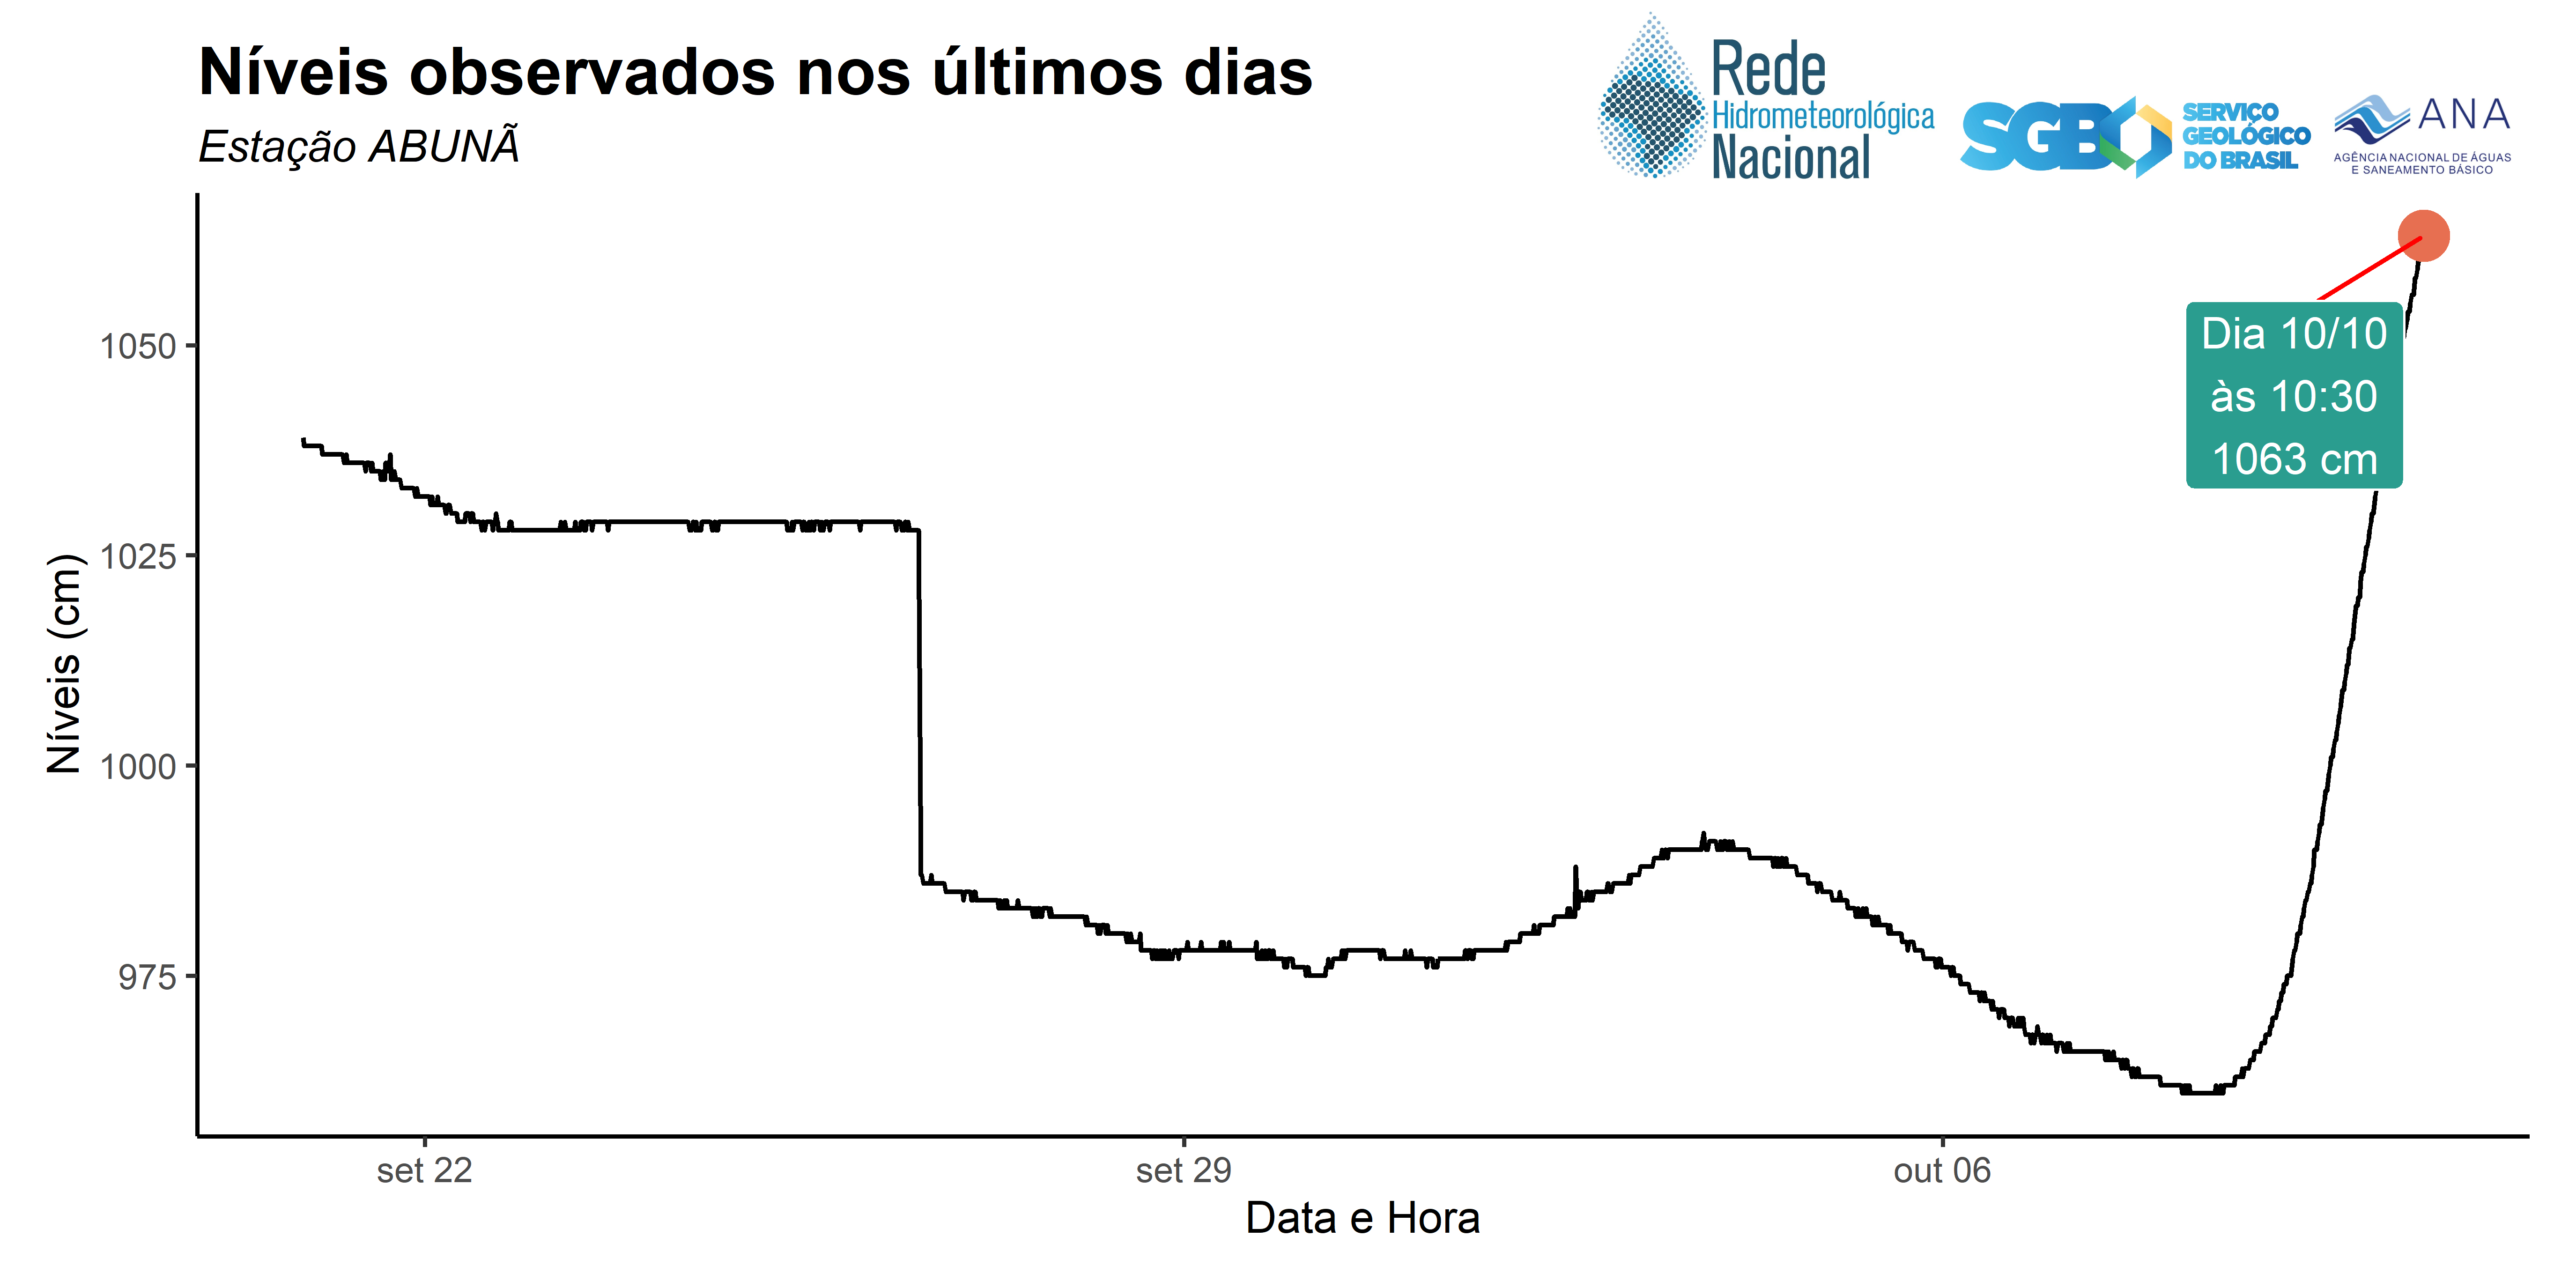 Níveis observados nos últimos dias
Estação ABUNÃ
Rede
Hidrometeorológica
Nacional
SGB
SERVIÇO
GEOLÓGICO
DO BRASIL
ANA
AGÊNCIA NACIONAL DE ÁGUAS
E SANEAMENTO BÁSICO
Dia 10/10
às 10:30
1063 cm
Níveis (cm)
1050
1025
1000
975
set 22
set 29
out 06
Data e Hora